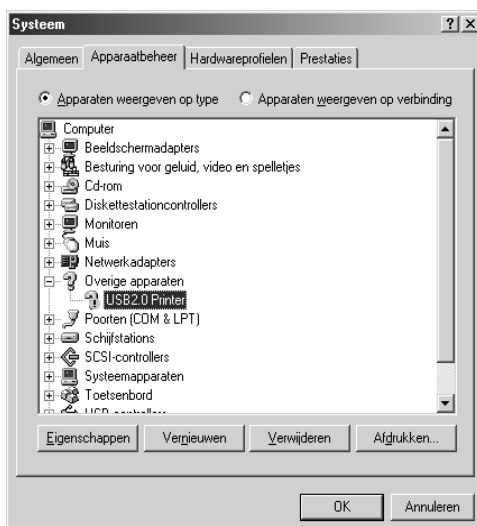 Systeem
Algemeen Apparaatbeheer Hardwareprofielen Prestaties
Apparaten weergeven op type Apparaten weergeven op verbinding
Computer
Beeldschermadapters
Besturing voor geluid, video en spelletjes
Cd-rom
Diskettestationcontrollers
Monitoren
Muis
Netwerkadapters
Overige apparaten
USB2.0 Printer
Poorten (COM & LPT)
Schijfstations
SCSI-controllers
Systeemapparaten
Toetsenbord
USB-controllers
Eigenschappen Vernieuwen Verwijderen Afdrukken...
OK Annuleren